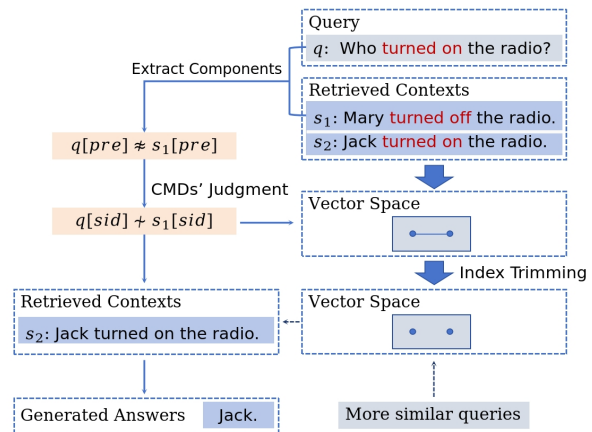 Query
q: Who turned on the radio?
Extract Components
Retrieved Contexts
s₁: Mary turned off the radio.
s₂: Jack turned on the radio.
q[pre] ≉ s₁[pre]
CMDs' Judgment
Vector Space
q[sid] ≁ s₁[sid]
Index Trimming
Retrieved Contexts
s₂: Jack turned on the radio.
Vector Space
Generated Answers Jack.
More similar queries